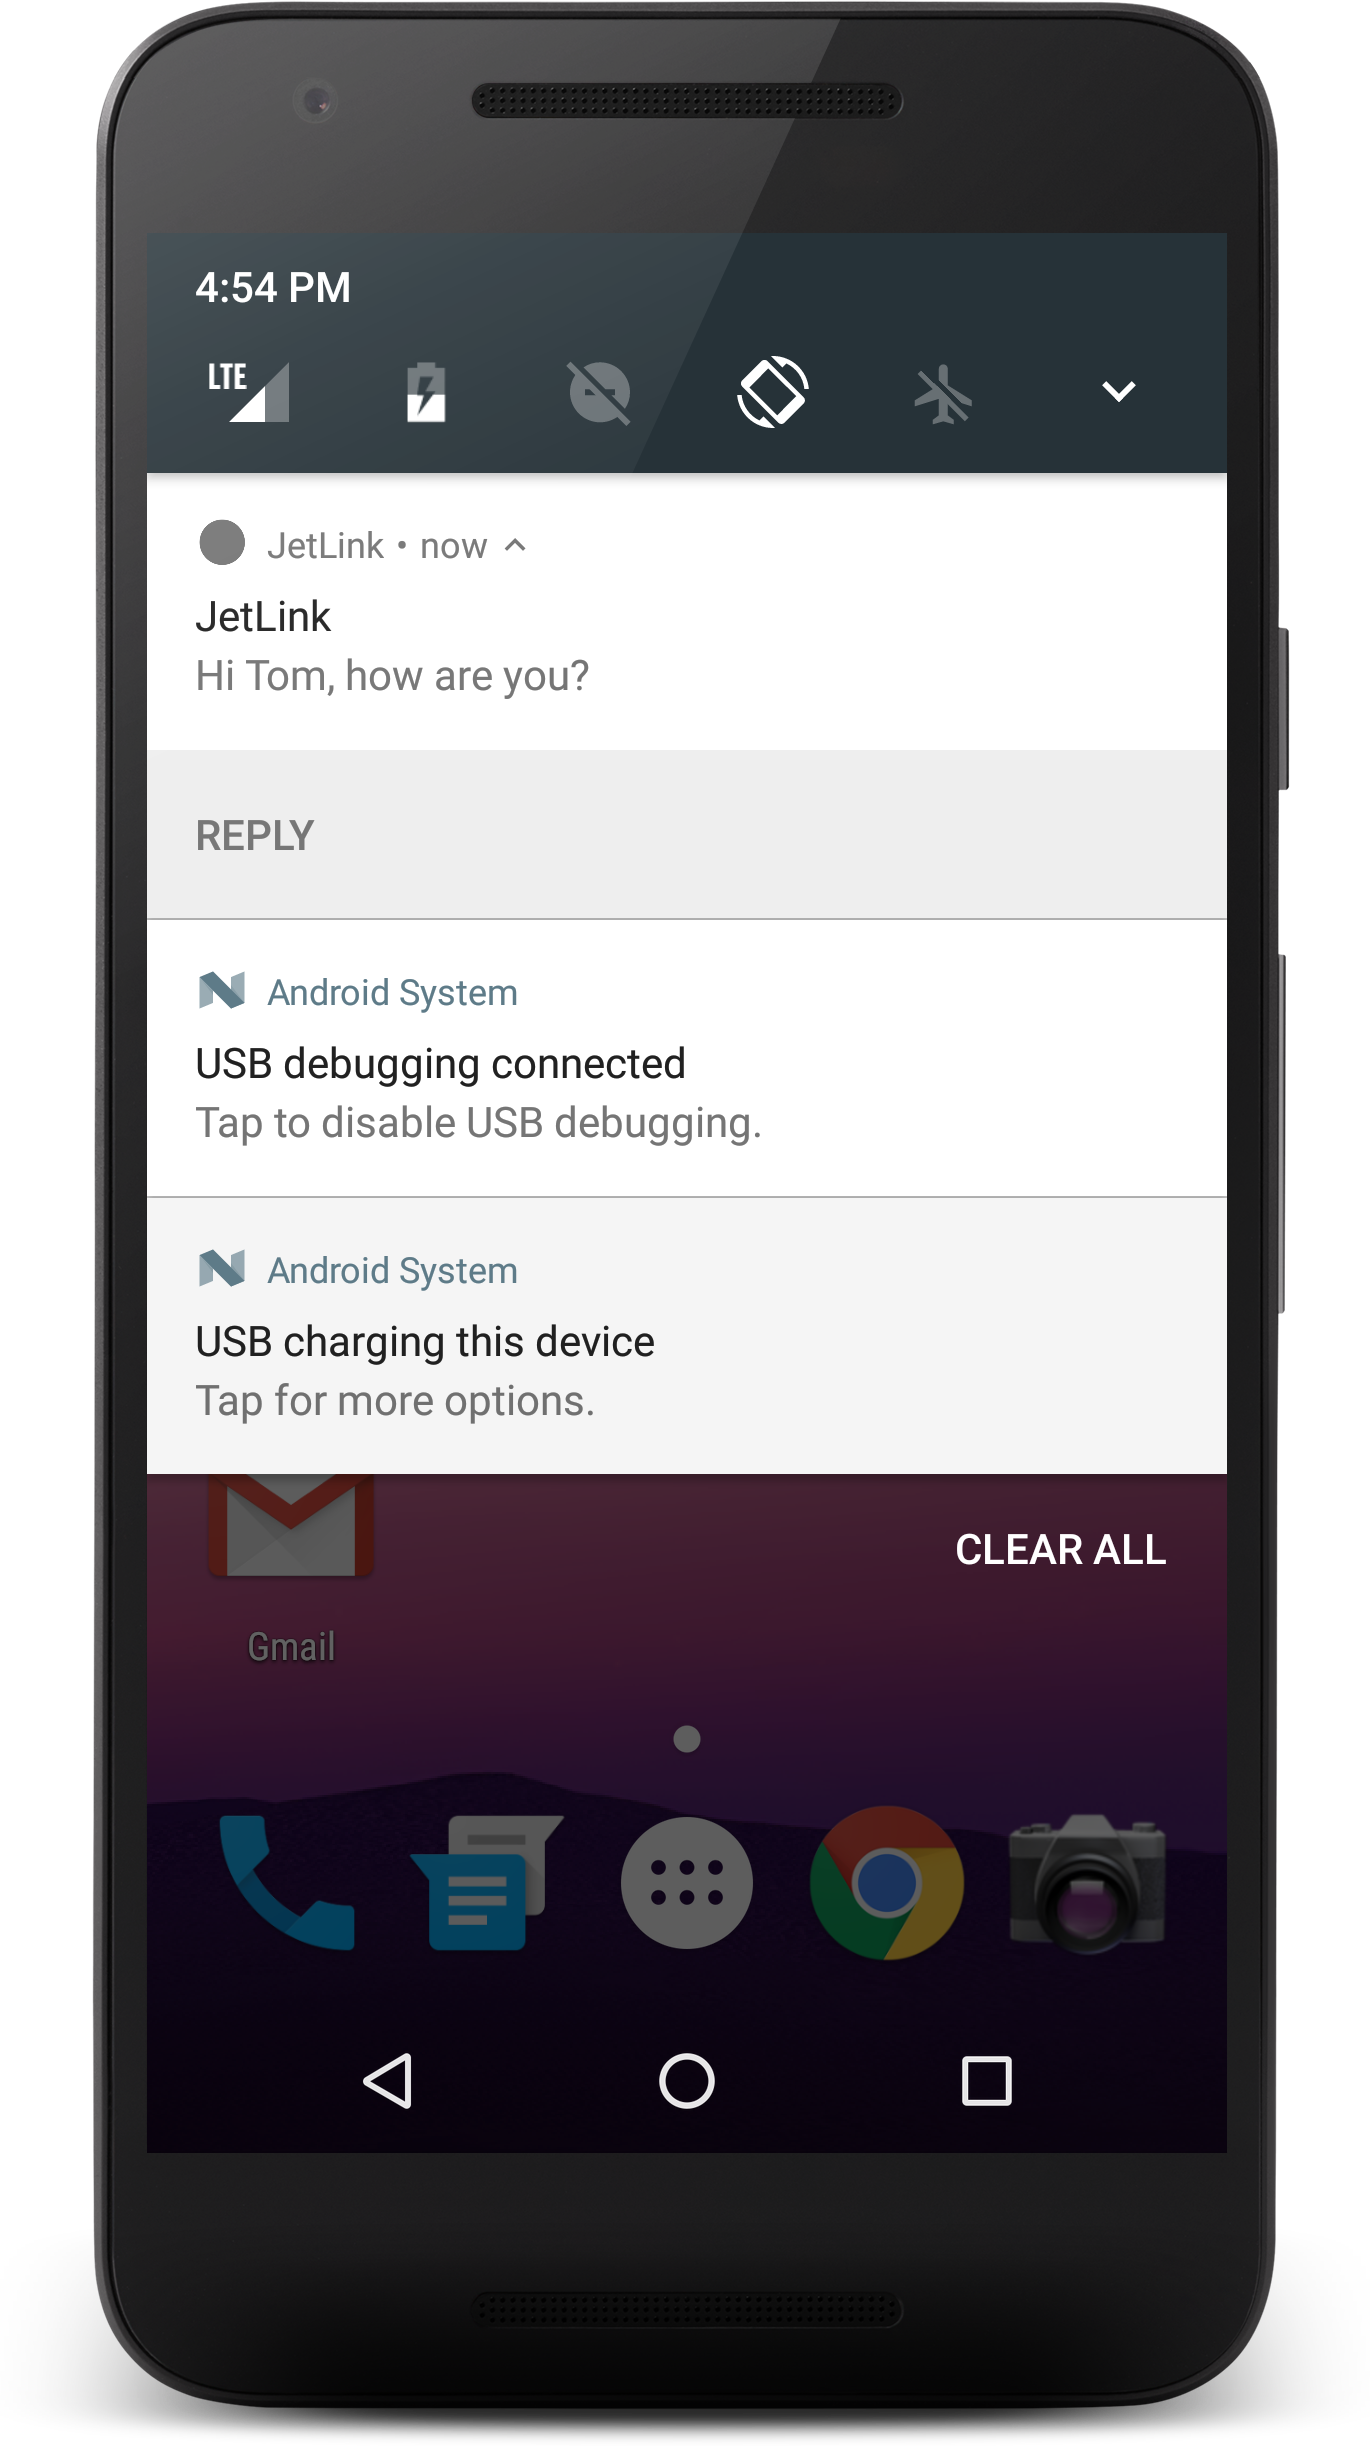 4:54 PM
LTE
JetLink • now
JetLink
Hi Tom, how are you?
REPLY
Android System
USB debugging connected
Tap to disable USB debugging.
Android System
USB charging this device
Tap for more options.
CLEAR ALL
Gmail